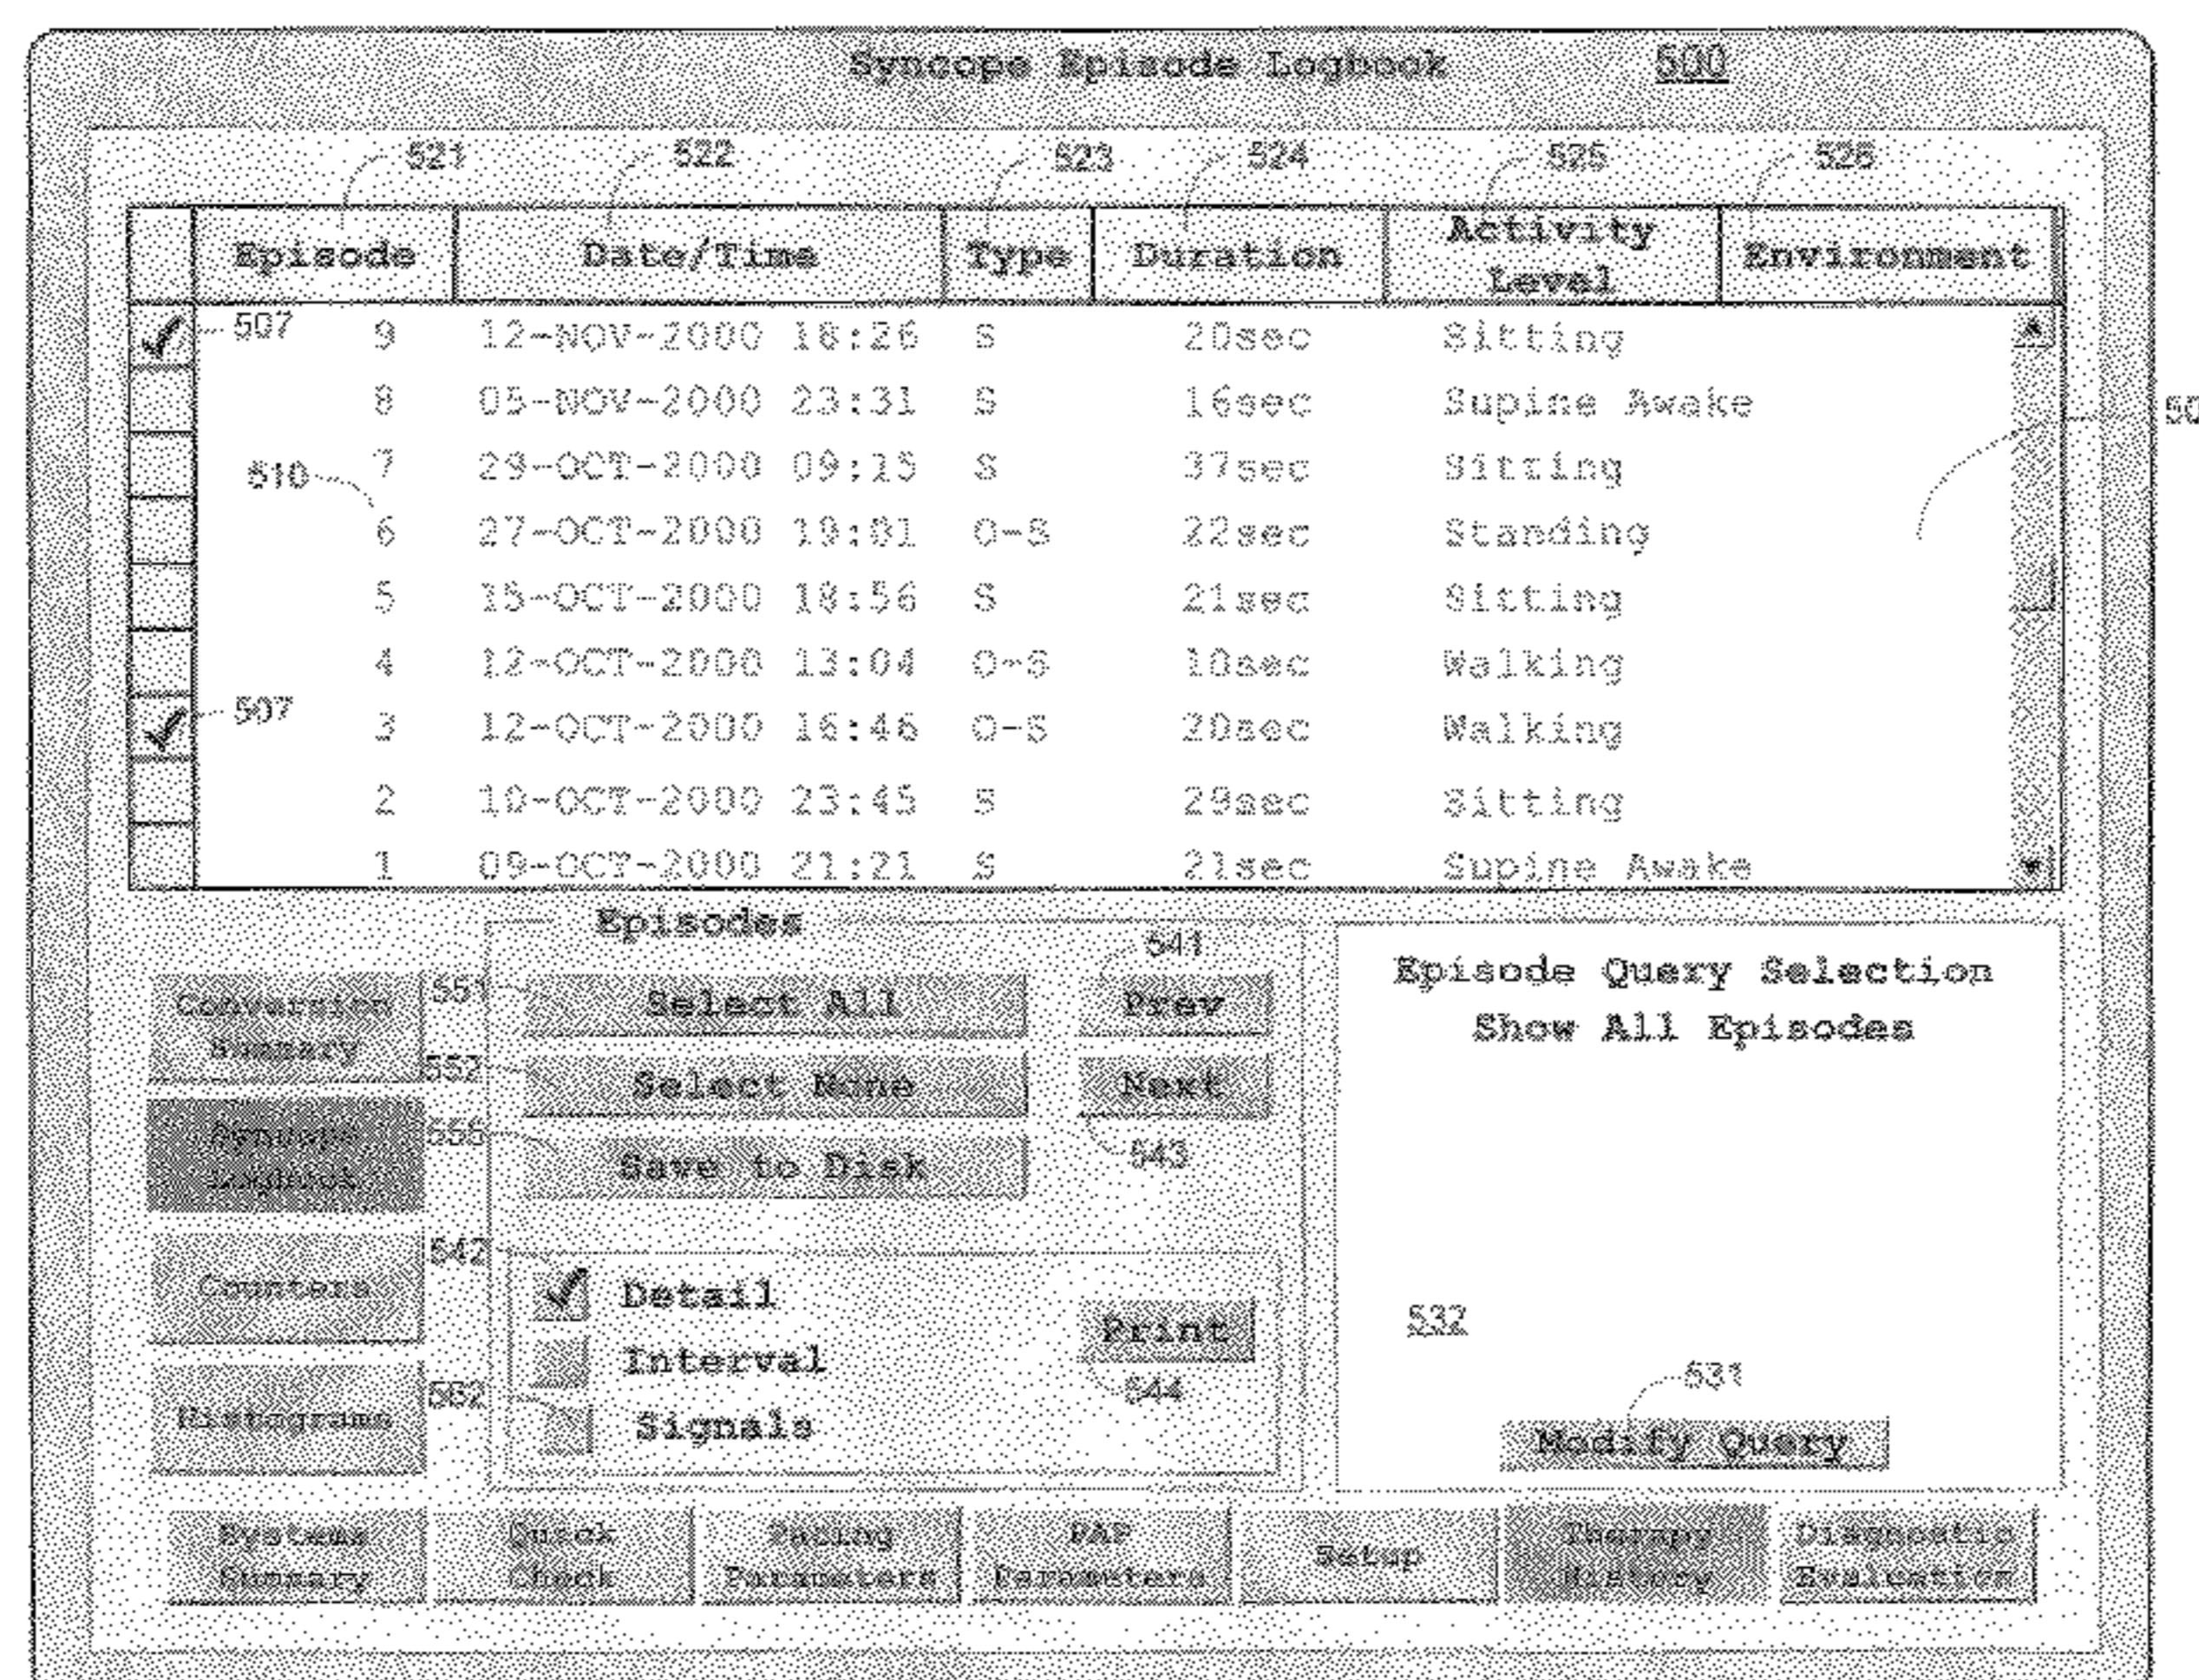 Syncope Episode Logbook 500
521 522 523 524 525 526
Episode Date/Time Type Duration Activity Level Environment
507 9 12-NOV-2000 18:26 S 20sec Sitting
8 05-NOV-2000 23:31 S 16sec Supine Awake
7 S 37sec Sitting
510
6 27-OCT-2000 19:01 O-S 22sec Standing
5 15-OCT-2000 18:56 S 21sec Sitting
4 12-OCT-2000 13:04 O-S 10sec Walking
507 3 12-OCT-2000 16:46 O-S 20sec Walking
2 10-OCT-2000 23:45 S 29sec Sitting
1 09-OCT-2000 21:21 S 21sec Supine Awake
Episodes
541
551 Select All Prev
552 Select None Next
Save to Disk 543
Conversion Summary
Syncope Logbook
Counters
Histograms
542 Detail
Interval
Signals
Print
544
Episode Query Selection
Show All Episodes
532
531
Modify Query
Systems Summary
Quick Check
Pacing Parameters
PAP Parameters
Setup
Therapy History
Diagnostic Evaluation